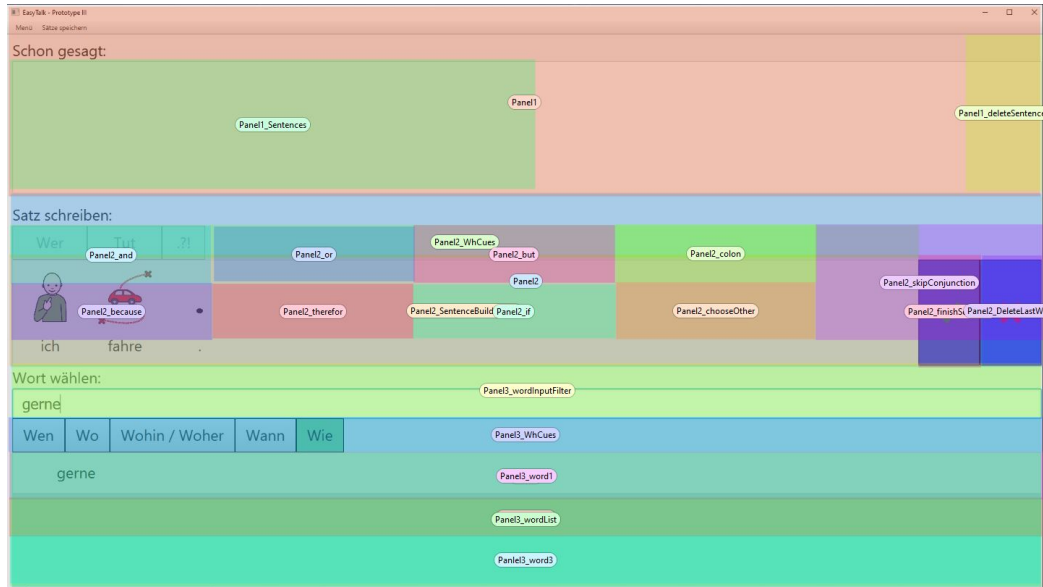 EasyTalk - Prototype III
Menü Sätze speichern
Schon gesagt:
Panel1
Panel1_deleteSentence
Panel1_Sentences
Satz schreiben:
Wer Tut .?!
Panel2_WhCues
Panel2_and Panel2_or Panel2_but Panel2_colon
Panel2
Panel2_skipConjunction
Panel2_because Panel2_therefor Panel2_SentenceBuild Panel2_if Panel2_chooseOther Panel2_finishSu Panel2_DeleteLastW
ich fahre .
Wort wählen:
Panel3_wordInputFilter
gerne
Wen Wo Wohin / Woher Wann Wie Panel3_WhCues
gerne Panel3_word1
Panel3_wordList
Panlel3_word3